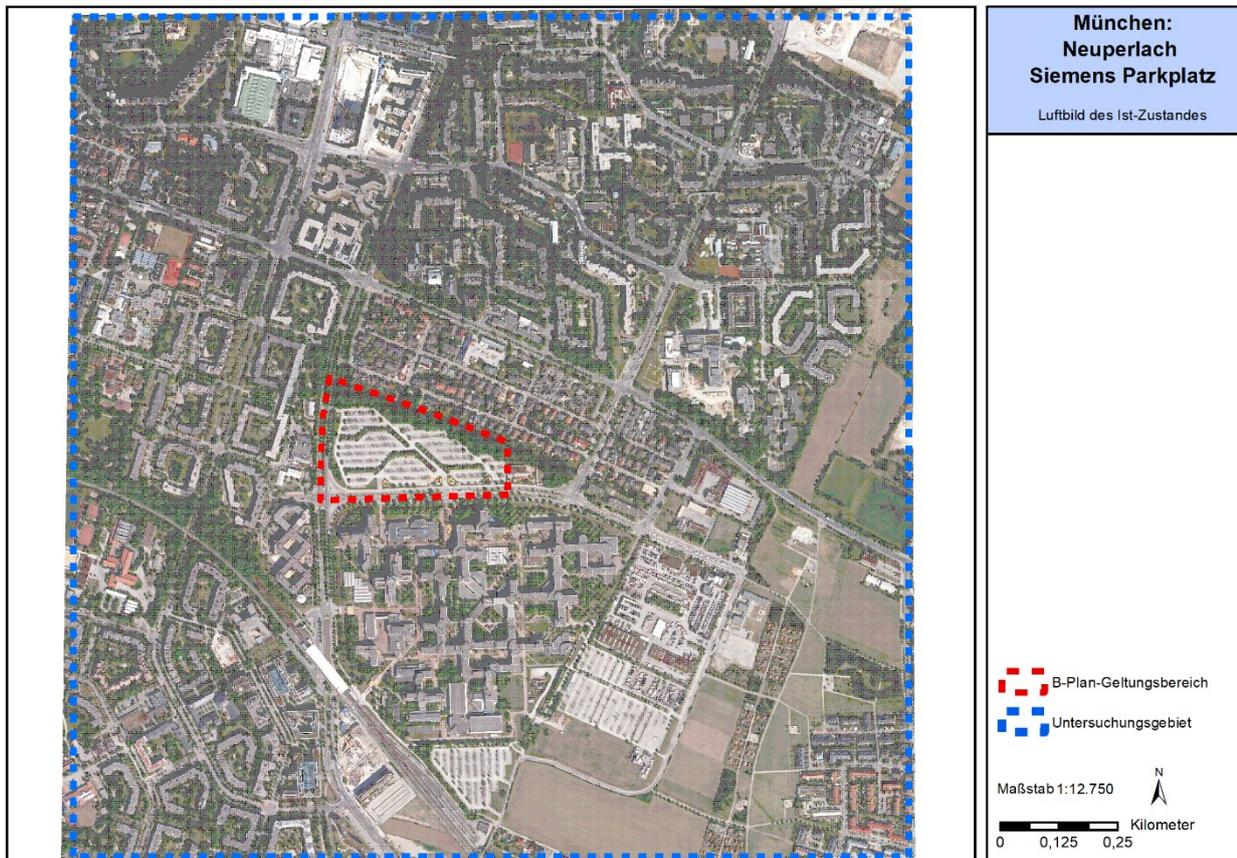 München:
Neuperlach
Siemens Parkplatz
Luftbild des Ist-Zustandes
B-Plan-Geltungsbereich
Untersuchungsgebiet
Maßstab 1:12.750
N
Kilometer
0 0,125 0,25